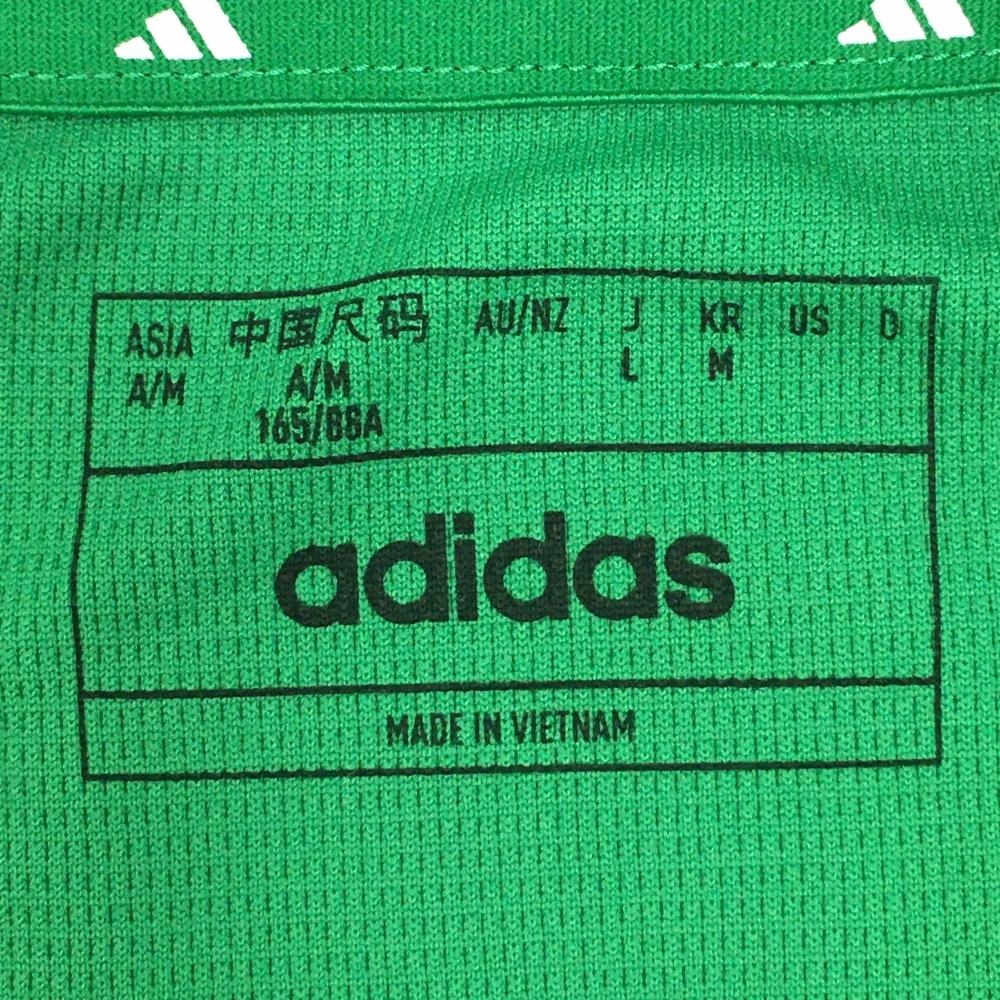 ASIA 中国尺码 AU/NZ J KR US D
A/M A/M L M
165/88A
adidas
MADE IN VIETNAM